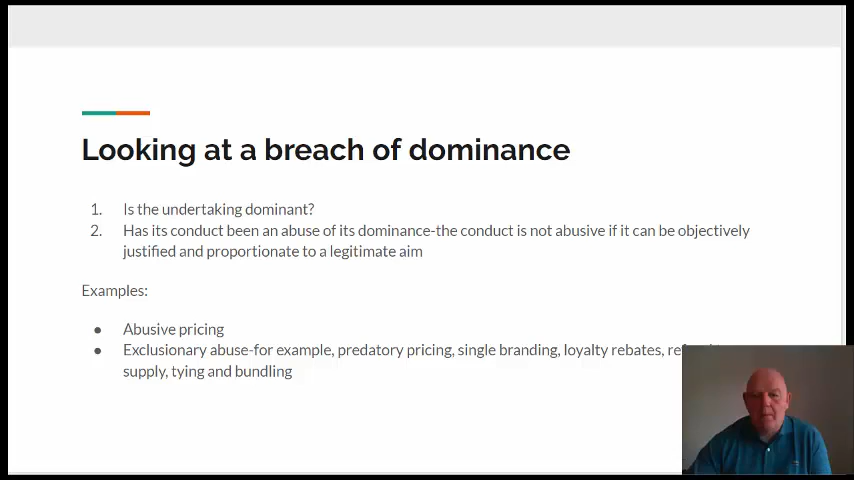 Looking at a breach of dominance
1. Is the undertaking dominant?
2. Has its conduct been an abuse of its dominance-the conduct is not abusive if it can be objectively
justified and proportionate to a legitimate aim
Examples:
● Abusive pricing
● Exclusionary abuse-for example, predatory pricing, single branding, loyalty rebates,
supply, tying and bundling